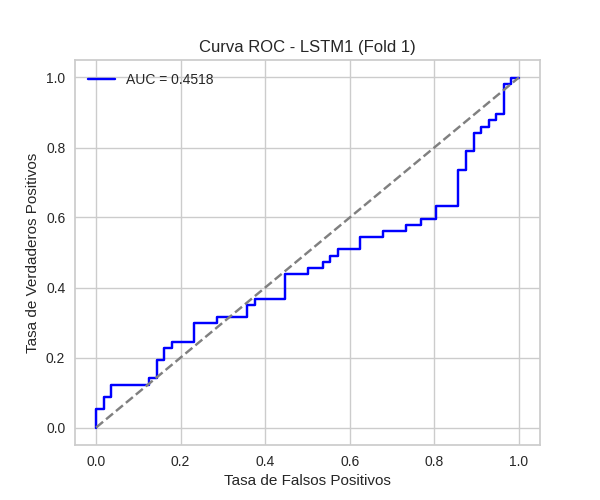 Curva ROC - LSTM1 (Fold 1)
AUC = 0.4518
Tasa de Verdaderos Positivos
1.0
0.8
0.6
0.4
0.2
0.0
0.0 0.2 0.4 0.6 0.8 1.0
Tasa de Falsos Positivos